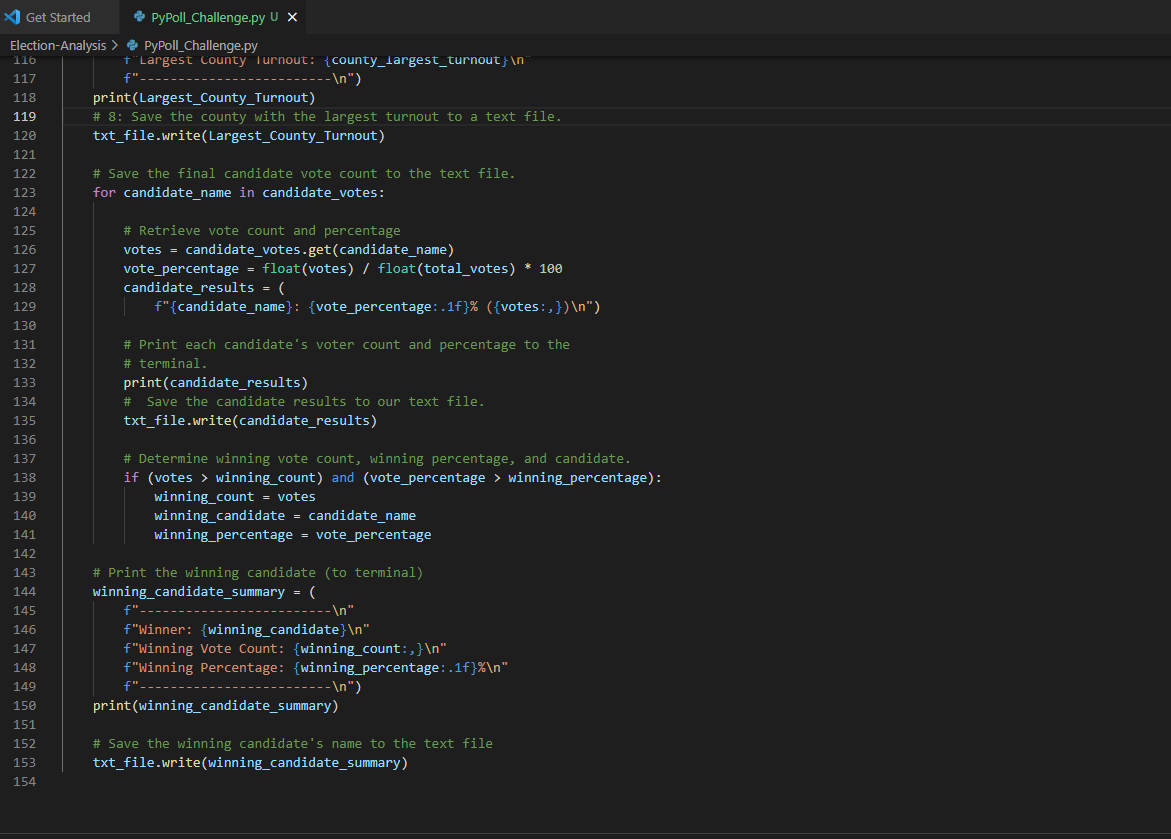 Get Started PyPoll_Challenge.py U ×
Election-Analysis > PyPoll_Challenge.py
116 f"Largest County Turnout: {county_largest_turnout}\n"
117 f"-------------------------\n")
118 print(Largest_County_Turnout)
119 # 8: Save the county with the largest turnout to a text file.
120 txt_file.write(Largest_County_Turnout)
121
122 # Save the final candidate vote count to the text file.
123 for candidate_name in candidate_votes:
124
125 # Retrieve vote count and percentage
126 votes = candidate_votes.get(candidate_name)
127 vote_percentage = float(votes) / float(total_votes) * 100
128 candidate_results = (
129 f"{candidate_name}: {vote_percentage:.1f}% ({votes:,})\n")
130
131 # Print each candidate's voter count and percentage to the
132 # terminal.
133 print(candidate_results)
134 #  Save the candidate results to our text file.
135 txt_file.write(candidate_results)
136
137 # Determine winning vote count, winning percentage, and candidate.
138 if (votes > winning_count) and (vote_percentage > winning_percentage):
139 winning_count = votes
140 winning_candidate = candidate_name
141 winning_percentage = vote_percentage
142
143 # Print the winning candidate (to terminal)
144 winning_candidate_summary = (
145 f"-------------------------\n"
146 f"Winner: {winning_candidate}\n"
147 f"Winning Vote Count: {winning_count:,}\n"
148 f"Winning Percentage: {winning_percentage:.1f}%\n"
149 f"-------------------------\n")
150 print(winning_candidate_summary)
151
152 # Save the winning candidate's name to the text file
153 txt_file.write(winning_candidate_summary)
154